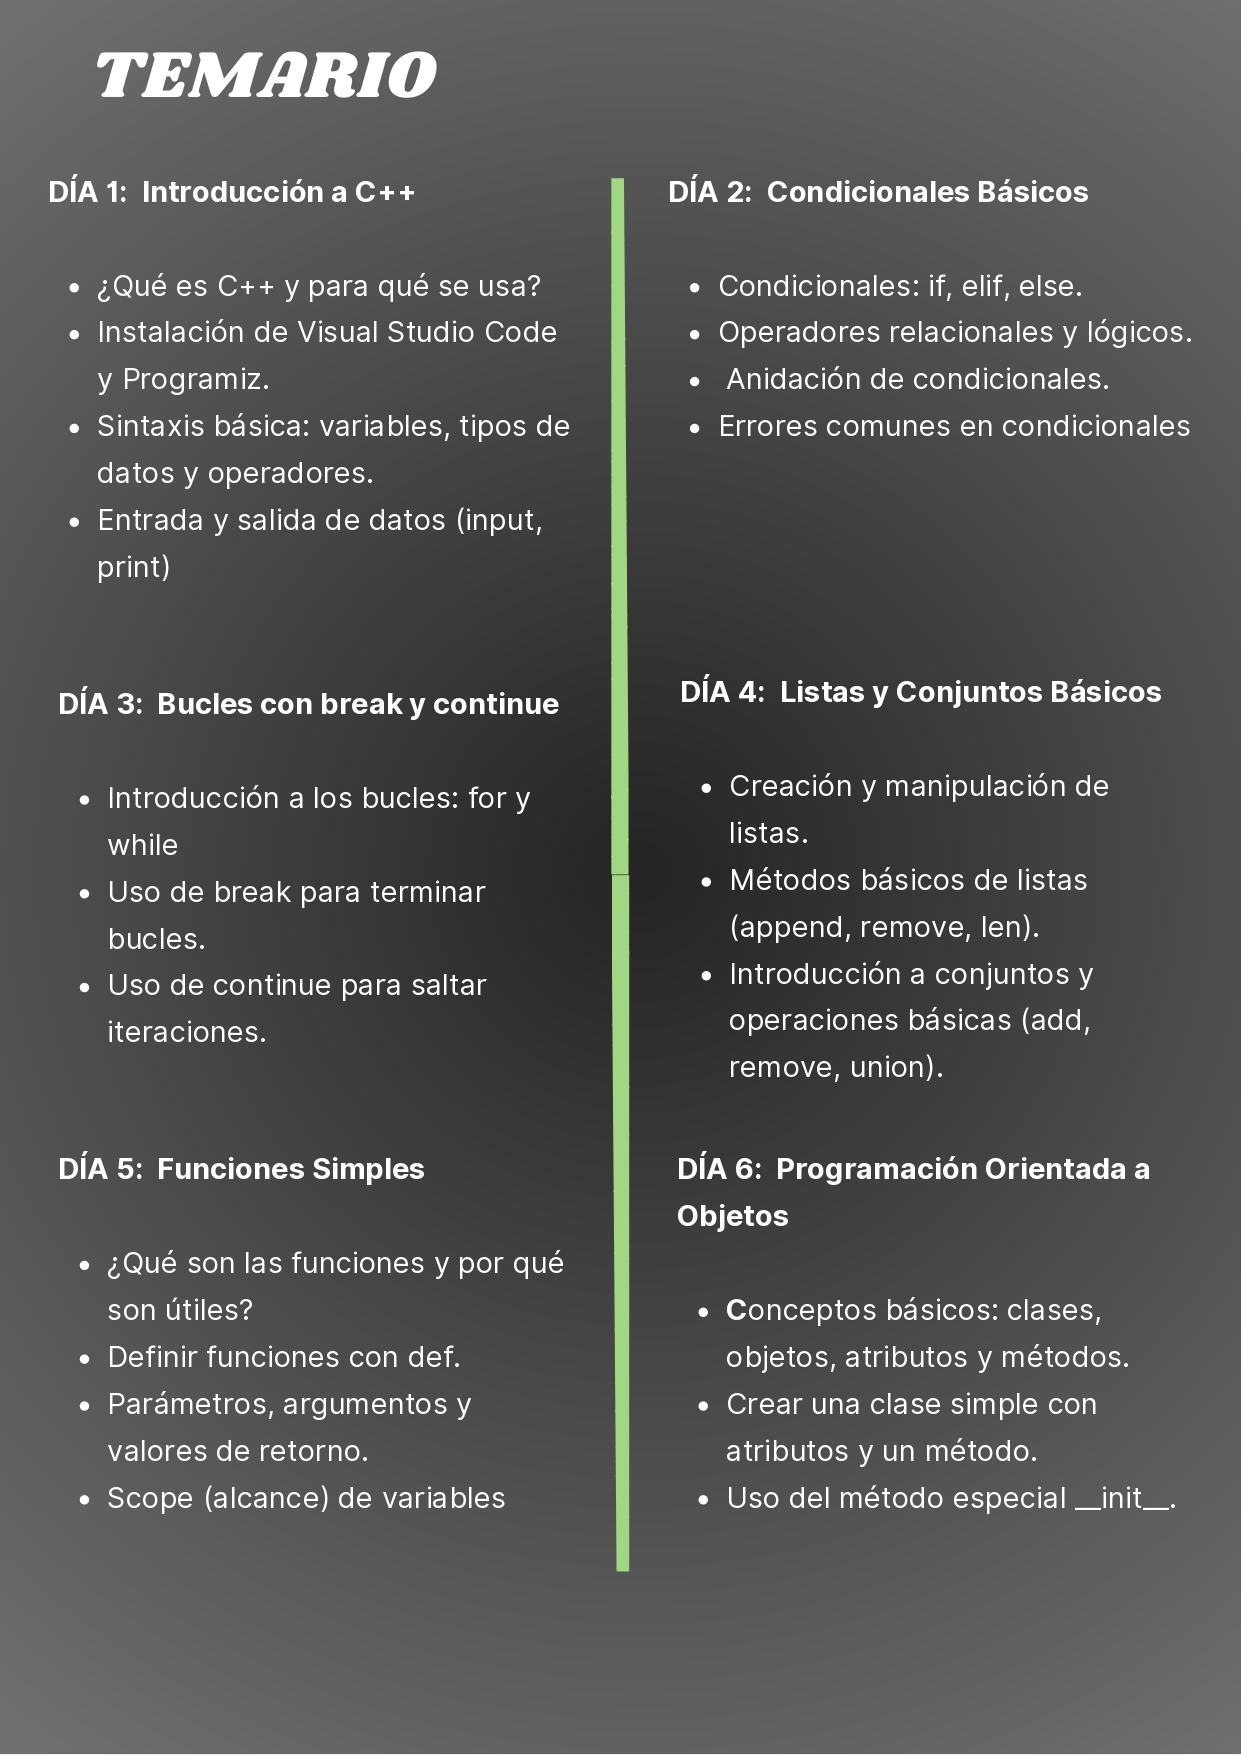 TEMARIO
DÍA 1: Introducción a C++
¿Qué es C++ y para qué se usa?
Instalación de Visual Studio Code
y Programiz.
Sintaxis básica: variables, tipos de
datos y operadores.
Entrada y salida de datos (input,
print)
DÍA 2: Condicionales Básicos
Condicionales: if, elif, else.
Operadores relacionales y lógicos.
Anidación de condicionales.
Errores comunes en condicionales
DÍA 3: Bucles con break y continue
Introducción a los bucles: for y
while
Uso de break para terminar
bucles.
Uso de continue para saltar
iteraciones.
DÍA 4: Listas y Conjuntos Básicos
Creación y manipulación de
listas.
Métodos básicos de listas
(append, remove, len).
Introducción a conjuntos y
operaciones básicas (add,
remove, union).
DÍA 5: Funciones Simples
¿Qué son las funciones y por qué
son útiles?
Definir funciones con def.
Parámetros, argumentos y
valores de retorno.
Scope (alcance) de variables
DÍA 6: Programación Orientada a
Objetos
Conceptos básicos: clases,
objetos, atributos y métodos.
Crear una clase simple con
atributos y un método.
Uso del método especial __init__.